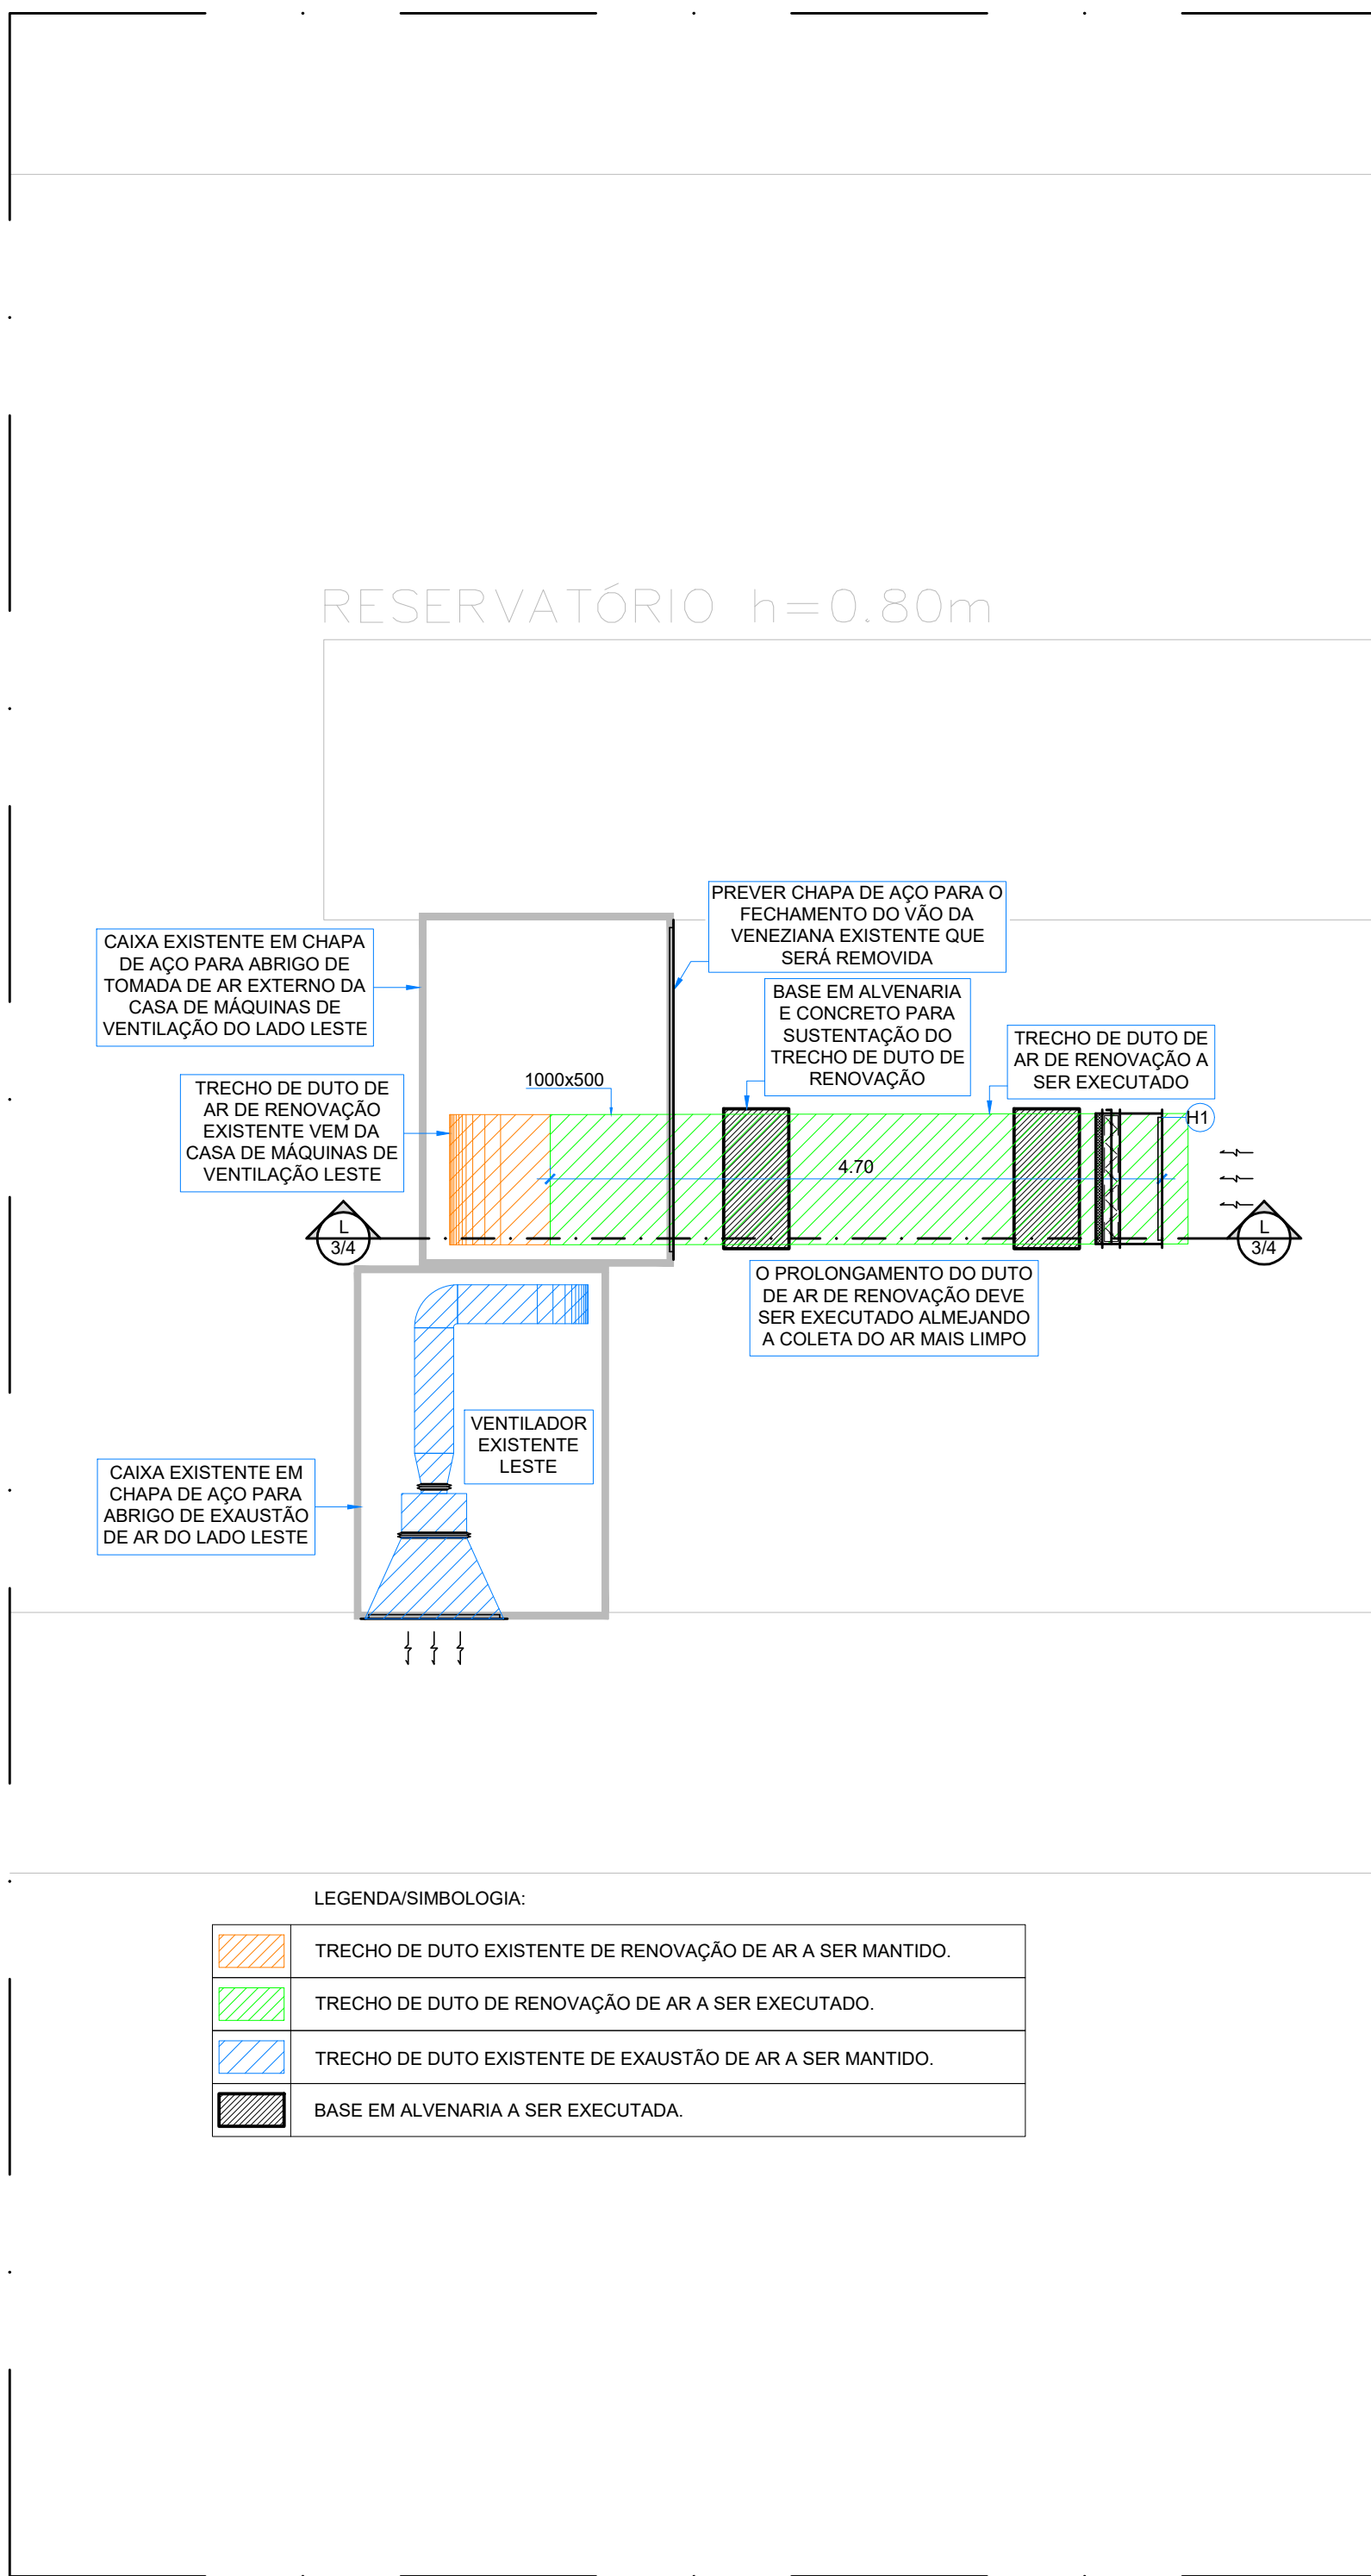 RESERVATÓRIO h=0.80m
PREVER CHAPA DE AÇO PARA O
FECHAMENTO DO VÃO DA
VENEZIANA EXISTENTE QUE
SERÁ REMOVIDA
CAIXA EXISTENTE EM CHAPA
DE AÇO PARA ABRIGO DE
TOMADA DE AR EXTERNO DA
CASA DE MÁQUINAS DE
VENTILAÇÃO DO LADO LESTE
BASE EM ALVENARIA
E CONCRETO PARA
SUSTENTAÇÃO DO
TRECHO DE DUTO DE
RENOVAÇÃO
TRECHO DE DUTO DE
AR DE RENOVAÇÃO A
SER EXECUTADO
TRECHO DE DUTO DE
AR DE RENOVAÇÃO
EXISTENTE VEM DA
CASA DE MÁQUINAS DE
VENTILAÇÃO LESTE
1000x500
H1
4.70
L
3/4
L
3/4
O PROLONGAMENTO DO DUTO
DE AR DE RENOVAÇÃO DEVE
SER EXECUTADO ALMEJANDO
A COLETA DO AR MAIS LIMPO
VENTILADOR
EXISTENTE
LESTE
CAIXA EXISTENTE EM
CHAPA DE AÇO PARA
ABRIGO DE EXAUSTÃO
DE AR DO LADO LESTE
LEGENDA/SIMBOLOGIA:
TRECHO DE DUTO EXISTENTE DE RENOVAÇÃO DE AR A SER MANTIDO.
TRECHO DE DUTO DE RENOVAÇÃO DE AR A SER EXECUTADO.
TRECHO DE DUTO EXISTENTE DE EXAUSTÃO DE AR A SER MANTIDO.
BASE EM ALVENARIA A SER EXECUTADA.